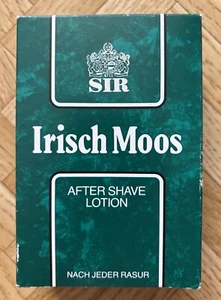 SIR
Irisch Moos
AFTER SHAVE
LOTION
NACH JEDER RASUR